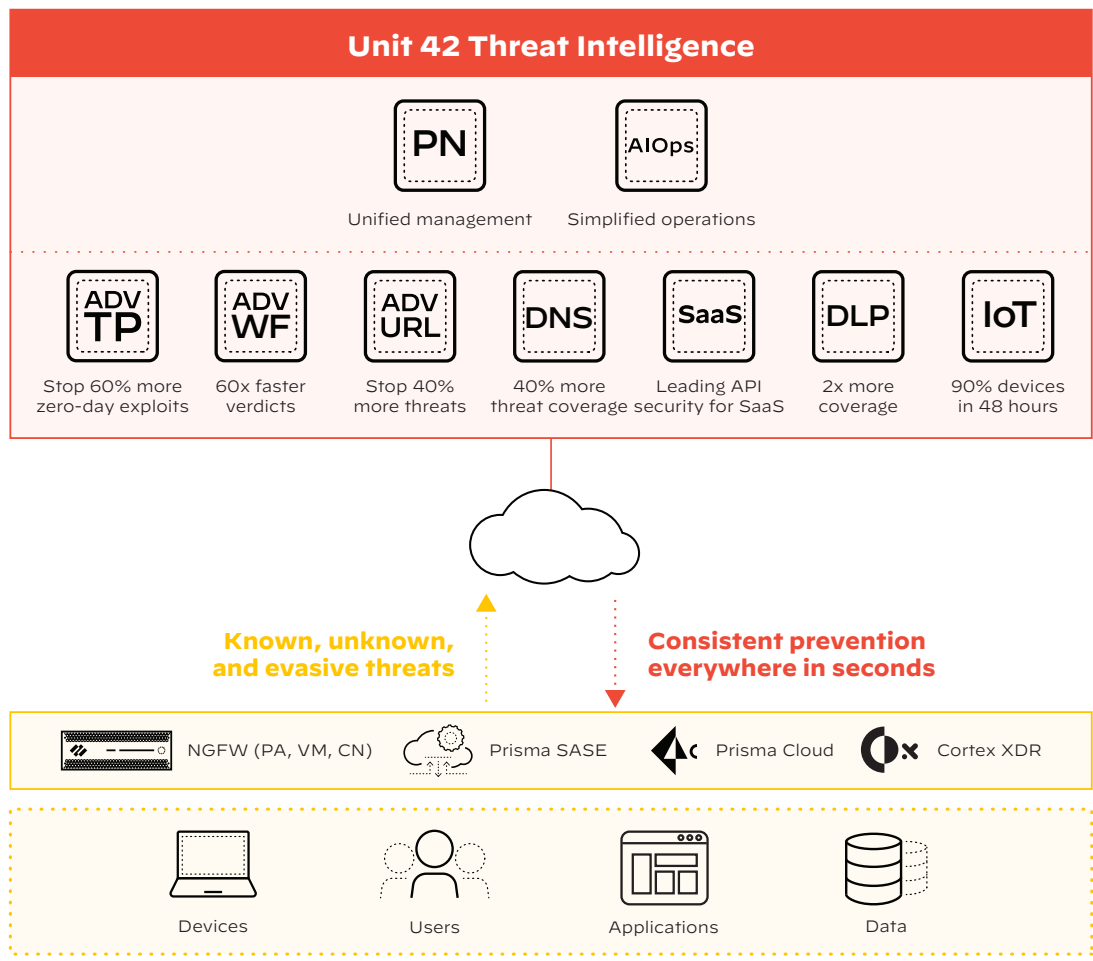 Unit 42 Threat Intelligence
PN
AIOps
Unified management
Simplified operations
ADV
TP
ADV
WF
ADV
URL
DNS
SaaS
DLP
IoT
Stop 60% more
zero-day exploits
60x faster
verdicts
Stop 40%
more threats
40% more
threat coverage
Leading API
security for SaaS
2x more
coverage
90% devices
in 48 hours
Known, unknown,
and evasive threats
Consistent prevention
everywhere in seconds
NGFW (PA, VM, CN)
Prisma SASE
Prisma Cloud
Cortex XDR
Devices
Users
Applications
Data